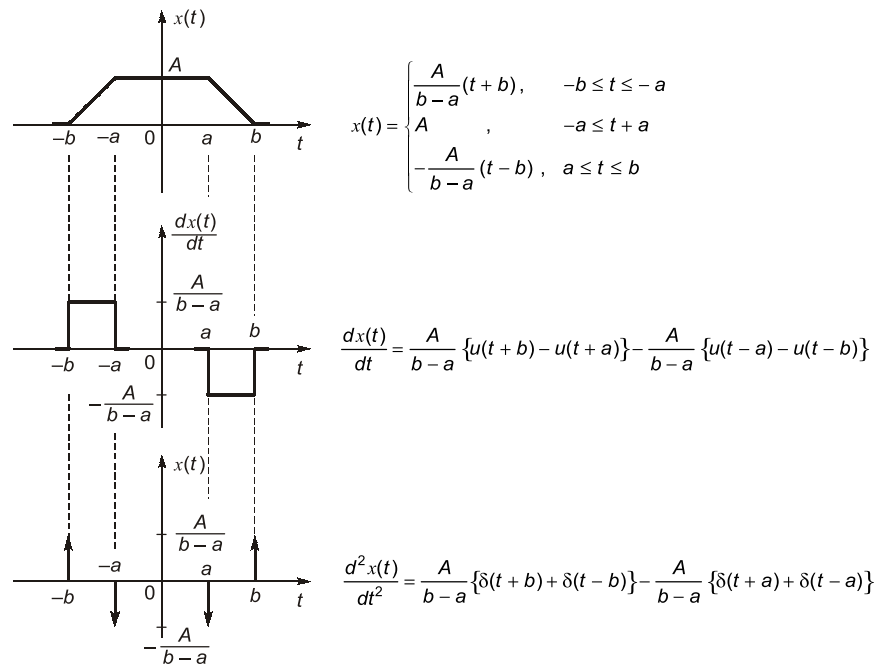 x(t)
A
–b –a 0 a b t
x(t) = { A/(b – a) (t + b) , –b ≤ t ≤ – a
A , –a ≤ t + a
–A/(b – a) (t – b) , a ≤ t ≤ b
dx(t)/dt
A/(b – a)
a b
–b –a 0 t
–A/(b – a)
dx(t)/dt = A/(b – a) {u(t + b) – u(t + a)} – A/(b – a) {u(t – a) – u(t – b)}
x(t)
A/(b – a)
–a a
–b 0 b t
–A/(b – a)
d²x(t)/dt² = A/(b – a) {δ(t + b) + δ(t – b)} – A/(b – a) {δ(t + a) + δ(t – a)}